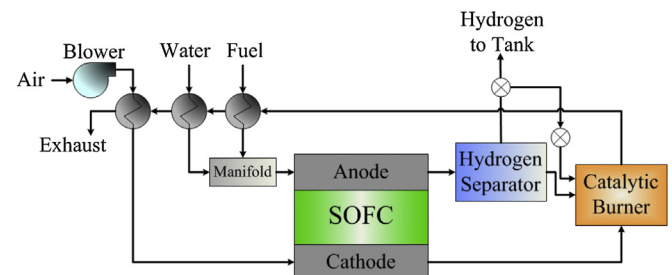 Hydrogen
to Tank
Blower
Water
Fuel
Air
Exhaust
Manifold
Anode
Hydrogen
Separator
Catalytic
Burner
SOFC
Cathode